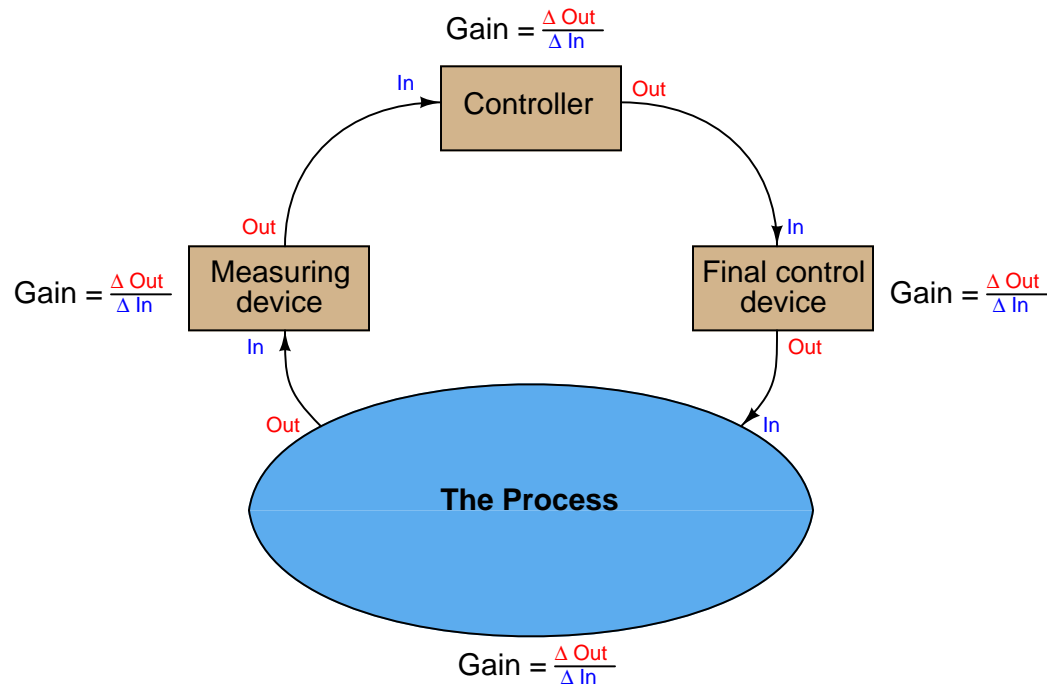 Gain = Δ Out
Δ In
In
Controller
Out
Out
In
Gain = Δ Out
Δ In
Measuring
device
Final control
device
Gain = Δ Out
Δ In
In
Out
Out
In
The Process
Gain = Δ Out
Δ In